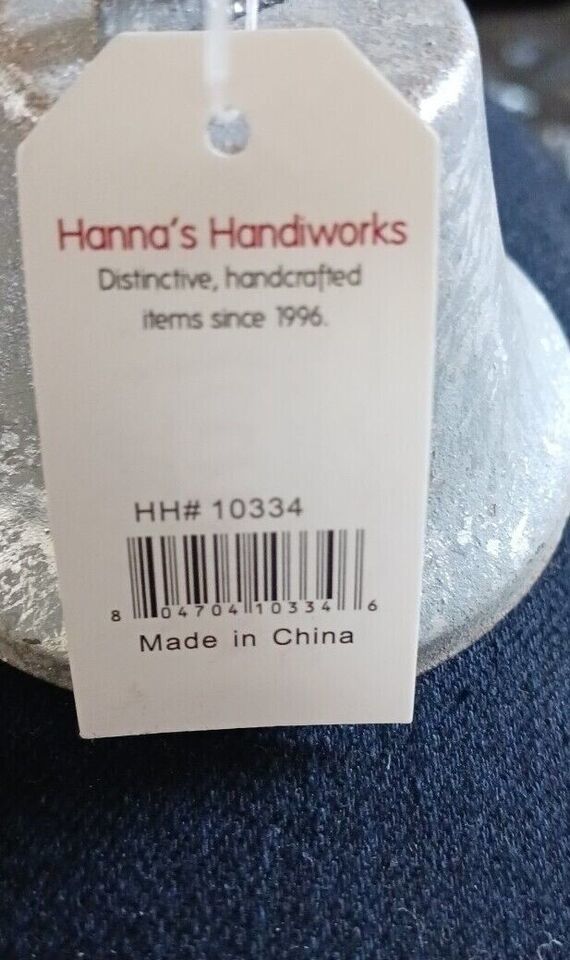 Hanna's Handiworks
Distinctive, handcrafted
items since 1996.
HH# 10334
8 04704 10334 6
Made in China